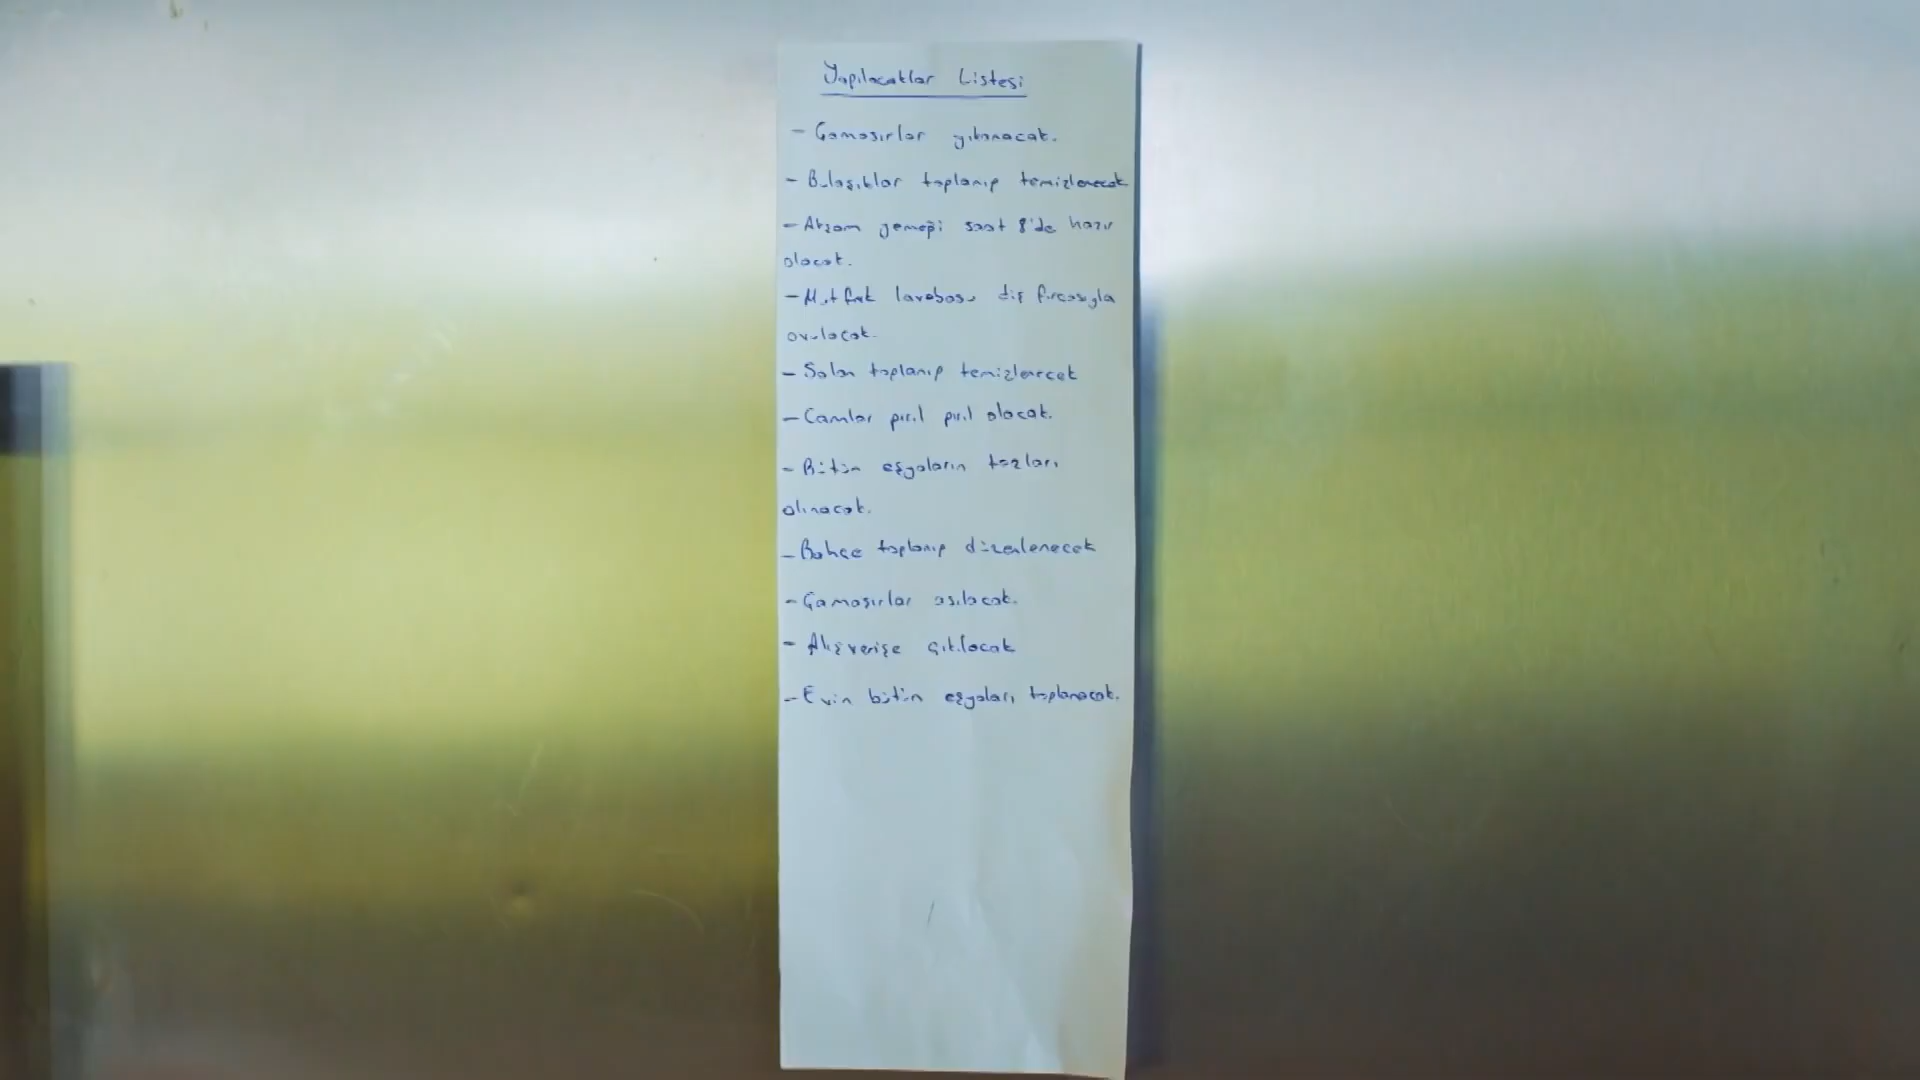 Yapılacaklar Listesi
- Çamaşırlar yıkanacak.
- Bulaşıklar toplanıp temizlenecek
- Akşam yemeği saat 8'de hazır
olacak.
- Mutfak lavabosu diş fırçasıyla
ovulacak.
- Salon toplanıp temizlenecek
- Camlar pırıl pırıl olacak.
- Bütün eşyaların tozları
alınacak.
- Bahçe toplanıp düzenlenecek
- Çamaşırlar asılacak.
- Alışverişe çıkılacak
- Evin bütün eşyaları toplanacak.